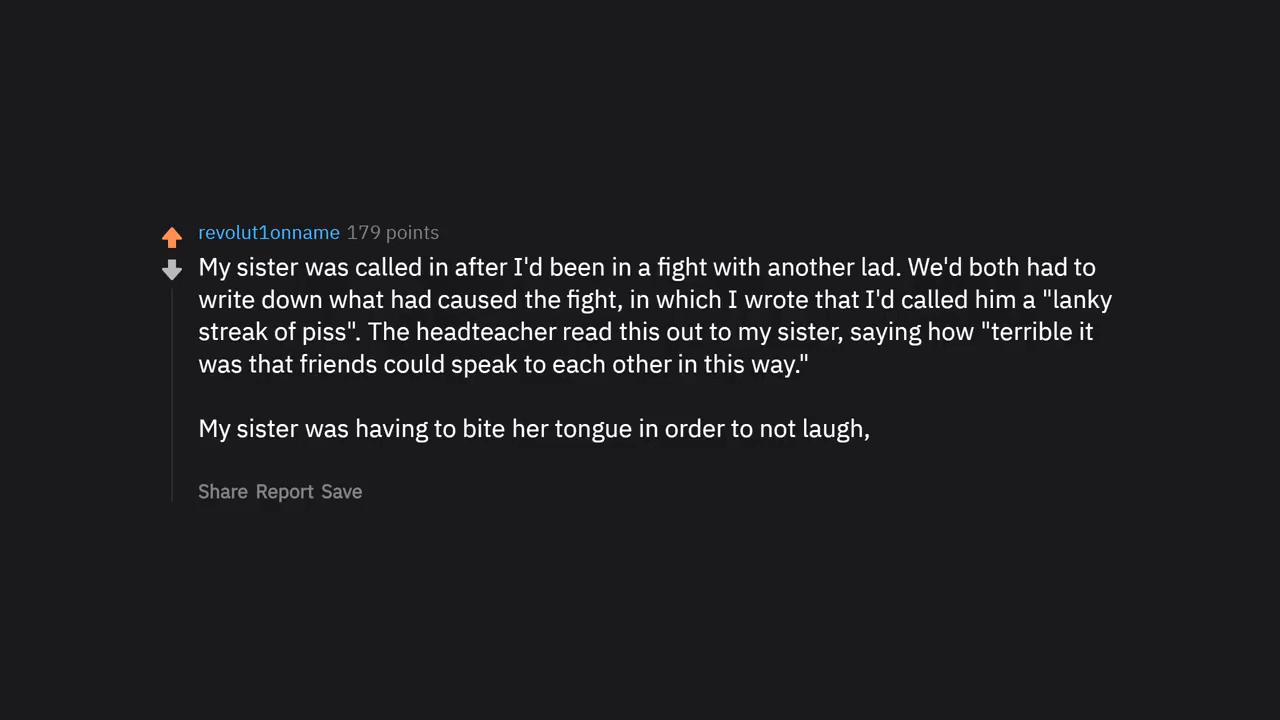 revolut1onname 179 points
My sister was called in after I'd been in a fight with another lad. We'd both had to
write down what had caused the fight, in which I wrote that I'd called him a "lanky
streak of piss". The headteacher read this out to my sister, saying how "terrible it
was that friends could speak to each other in this way."
My sister was having to bite her tongue in order to not laugh,
Share Report Save